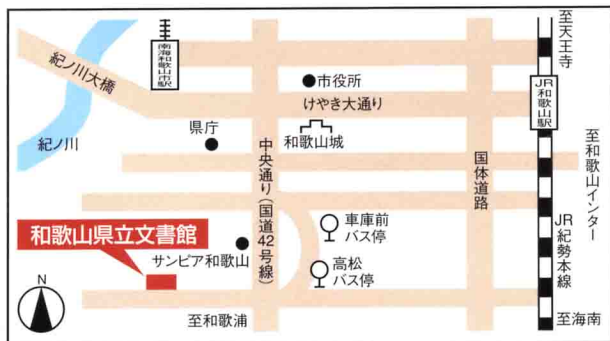 至天王寺
南海和歌山市駅
紀ノ川大橋
市役所
けやき大通り
JR和歌山駅
紀ノ川
県庁
和歌山城
中央通り(国道42号線)
国体道路
至和歌山インター
車庫前
バス停
和歌山県立文書館
サンピア和歌山
高松
バス停
JR紀勢本線
N
至和歌浦
至海南